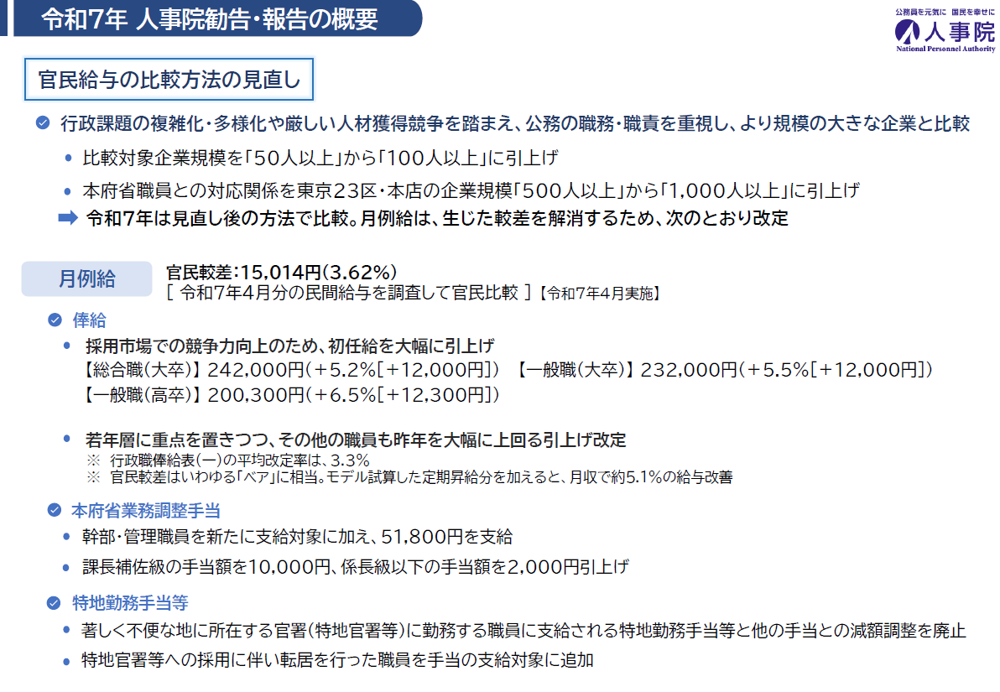 令和7年 人事院勧告・報告の概要
公務員を元気に 国民を幸せに
人事院
National Personnel Authority
官民給与の比較方法の見直し
行政課題の複雑化・多様化や厳しい人材獲得競争を踏まえ、公務の職務・職責を重視し、より規模の大きな企業と比較
• 比較対象企業規模を「50人以上」から「100人以上」に引上げ
• 本府省職員との対応関係を東京23区・本店の企業規模「500人以上」から「1,000人以上」に引上げ
➡ 令和7年は見直し後の方法で比較。月例給は、生じた較差を解消するため、次のとおり改定
月例給
官民較差：15,014円（3.62％）
[ 令和7年4月分の民間給与を調査して官民比較 ]【令和7年4月実施】
俸給
• 採用市場での競争力向上のため、初任給を大幅に引上げ
【総合職（大卒）】 242,000円（＋5.2％[＋12,000円]） 【一般職（大卒）】 232,000円（＋5.5％[＋12,000円]）
【一般職（高卒）】 200,300円（＋6.5％[＋12,300円]）
• 若年層に重点を置きつつ、その他の職員も昨年を大幅に上回る引上げ改定
※ 行政職俸給表（一）の平均改定率は、3.3％
※ 官民較差はいわゆる「ベア」に相当。モデル試算した定期昇給分を加えると、月収で約5.1％の給与改善
本府省業務調整手当
• 幹部・管理職員を新たに支給対象に加え、51,800円を支給
• 課長補佐級の手当額を10,000円、係長級以下の手当額を2,000円引上げ
特地勤務手当等
• 著しく不便な地に所在する官署（特地官署等）に勤務する職員に支給される特地勤務手当等と他の手当との減額調整を廃止
• 特地官署等への採用に伴い転居を行った職員を手当の支給対象に追加